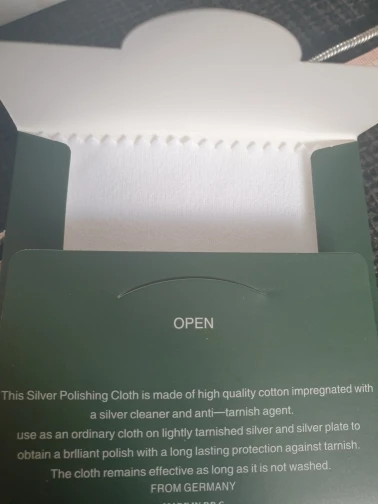 OPEN
This Silver Polishing Cloth is made of high quality cotton impregnated with
a silver cleaner and anti—tarnish agent.
use as an ordinary cloth on lightly tarnished silver and silver plate to
obtain a brlliant polish with a long lasting protection against tarnish.
The cloth remains effective as long as it is not washed.
FROM GERMANY